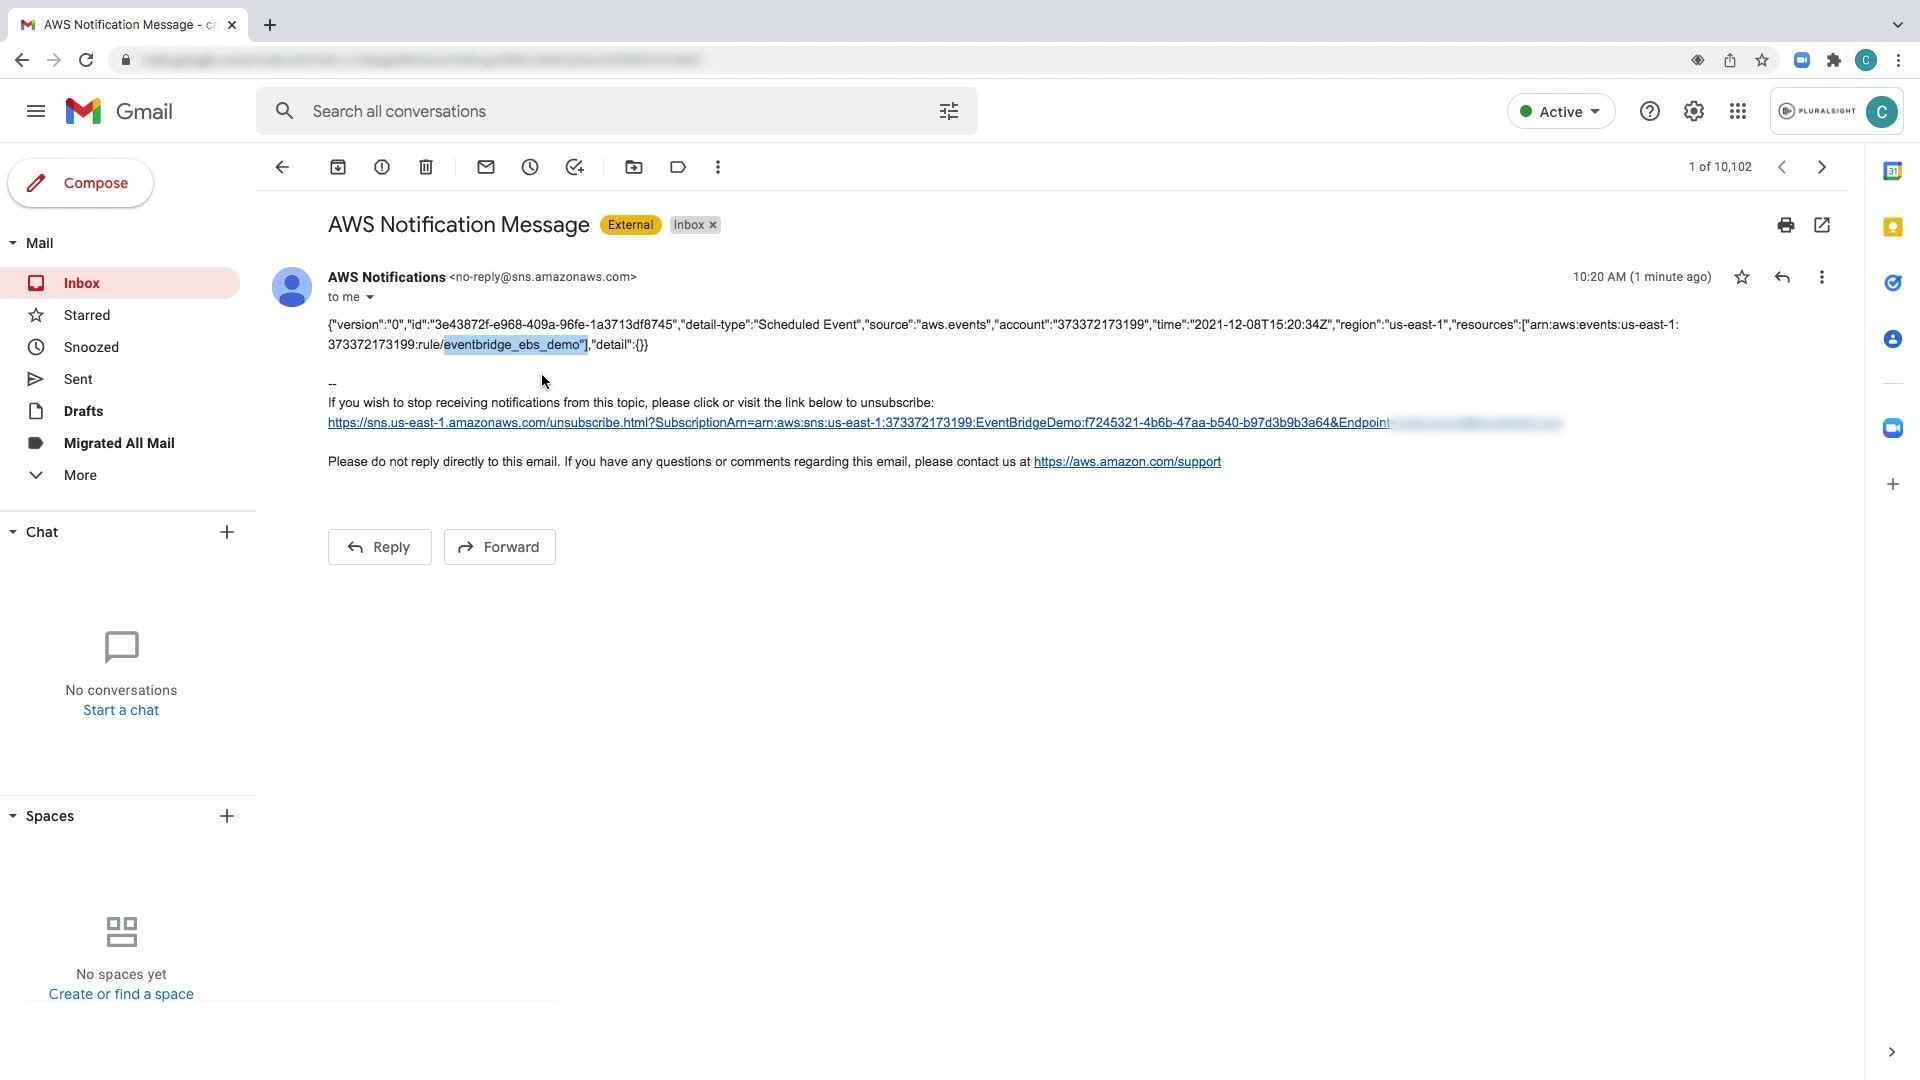 AWS Notification Message - cr
Gmail
Search all conversations
Active
PLURALSIGHT
C
C
Compose
1 of 10,102
31
Mail
AWS Notification Message External Inbox ×
Inbox
AWS Notifications <no-reply@sns.amazonaws.com>
10:20 AM (1 minute ago)
to me
Starred
{"version":"0","id":"3e43872f-e968-409a-96fe-1a3713df8745","detail-type":"Scheduled Event","source":"aws.events","account":"373372173199","time":"2021-12-08T15:20:34Z","region":"us-east-1","resources":["arn:aws:events:us-east-1:
373372173199:rule/eventbridge_ebs_demo"],"detail":{}}
Snoozed
Sent
--
If you wish to stop receiving notifications from this topic, please click or visit the link below to unsubscribe:
https://sns.us-east-1.amazonaws.com/unsubscribe.html?SubscriptionArn=arn:aws:sns:us-east-1:373372173199:EventBridgeDemo:f7245321-4b6b-47aa-b540-b97d3b9b3a64&Endpoint
Drafts
Migrated All Mail
Please do not reply directly to this email. If you have any questions or comments regarding this email, please contact us at https://aws.amazon.com/support
More
Chat
Reply
Forward
No conversations
Start a chat
Spaces
No spaces yet
Create or find a space